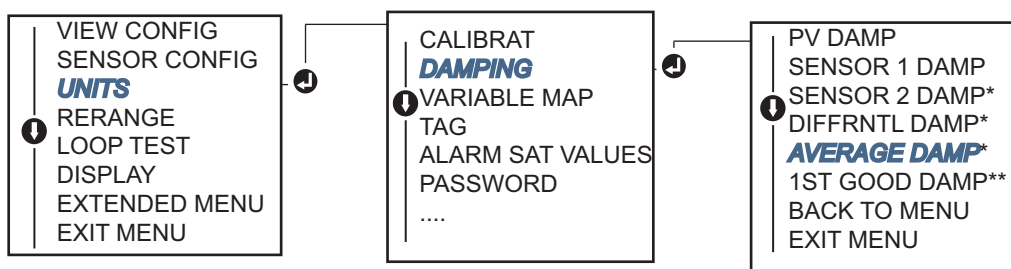 VIEW CONFIG
SENSOR CONFIG
UNITS
RERANGE
LOOP TEST
DISPLAY
EXTENDED MENU
EXIT MENU
CALIBRAT
DAMPING
VARIABLE MAP
TAG
ALARM SAT VALUES
PASSWORD
....
PV DAMP
SENSOR 1 DAMP
SENSOR 2 DAMP*
DIFFRNTL DAMP*
AVERAGE DAMP*
1ST GOOD DAMP**
BACK TO MENU
EXIT MENU